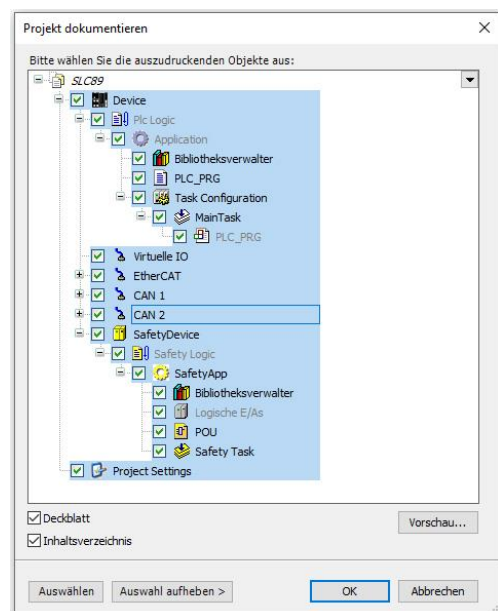 Projekt dokumentieren
Bitte wählen Sie die auszudruckenden Objekte aus:
SLC89
Device
Plc Logic
Application
Bibliotheksverwalter
PLC_PRG
Task Configuration
MainTask
PLC_PRG
Virtuelle IO
EtherCAT
CAN 1
CAN 2
SafetyDevice
Safety Logic
SafetyApp
Bibliotheksverwalter
Logische E/As
POU
Safety Task
Project Settings
Deckblatt
Vorschau...
Inhaltsverzeichnis
Auswählen Auswahl aufheben > OK Abbrechen